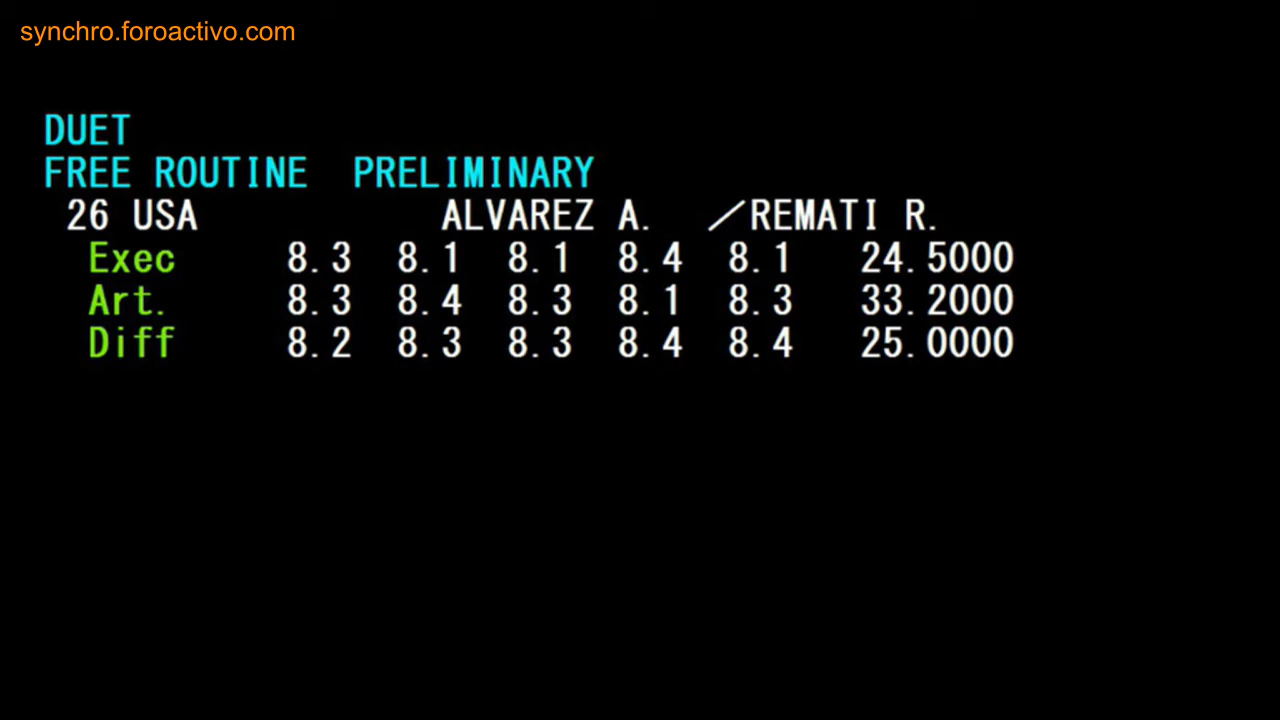 synchro.foroactivo.com
DUET
FREE ROUTINE PRELIMINARY
26 USA ALVAREZ A. /REMATI R.
Exec 8.3 8.1 8.1 8.4 8.1 24.5000
Art. 8.3 8.4 8.3 8.1 8.3 33.2000
Diff 8.2 8.3 8.3 8.4 8.4 25.0000